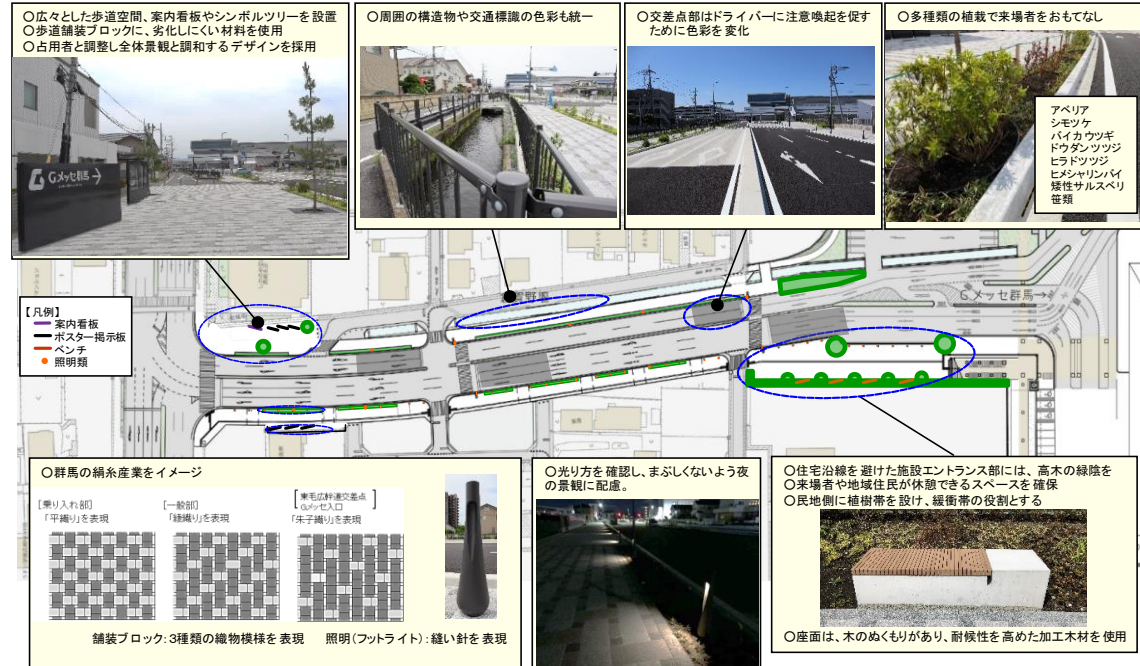 ○広々とした歩道空間、案内看板やシンボルツリーを設置
○歩道舗装ブロックに、劣化しにくい材料を使用
○占用者と調整し全体景観と調和するデザインを採用
Gメッセ群馬→
○周囲の構造物や交通標識の色彩も統一
○交差点部はドライバーに注意喚起を促す
ために色彩を変化
○多種類の植栽で来場者をおもてなし
アベリア
シモツケ
バイカウツギ
ドウダンツツジ
ヒラドツツジ
ヒメシャリンバイ
矮性サルスベリ
笹類
【凡例】
案内看板
ポスター掲示板
ベンチ
照明類
Gメッセ群馬→
○群馬の絹糸産業をイメージ
[乗り入れ部]
「平織り」を表現
[一般部]
「綾織り」を表現
東毛広幹道交差点
Gメッセ入口
「朱子織り」を表現
舗装ブロック:3種類の織物模様を表現
照明(フットライト):縫い針を表現
○光り方を確認し、まぶしくないよう夜
の景観に配慮。
○住宅沿線を避けた施設エントランス部には、高木の緑陰を
○来場者や地域住民が休憩できるスペースを確保
○民地側に植樹帯を設け、緩衝帯の役割とする
○座面は、木のぬくもりがあり、耐候性を高めた加工木材を使用